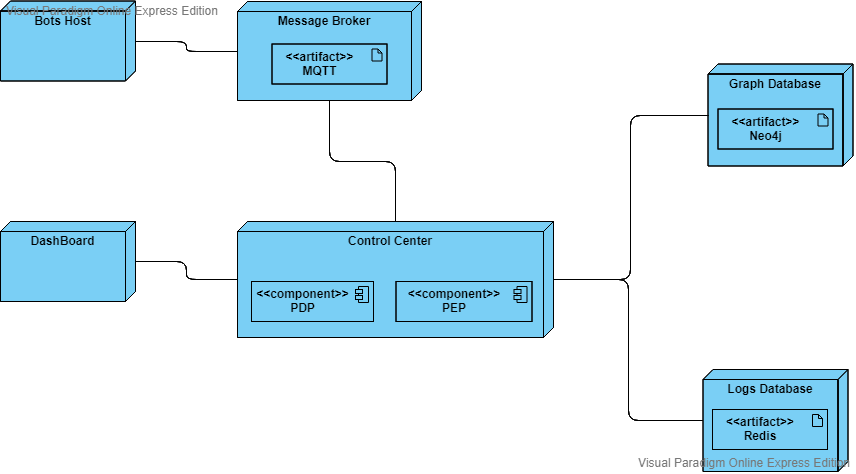 Visual Paradigm Online Express Edition
Bots Host
Message Broker
<<artifact>>
MQTT
Graph Database
<<artifact>>
Neo4j
DashBoard
Control Center
<<component>>
PDP
<<component>>
PEP
Logs Database
<<artifact>>
Redis
Visual Paradigm Online Express Edition